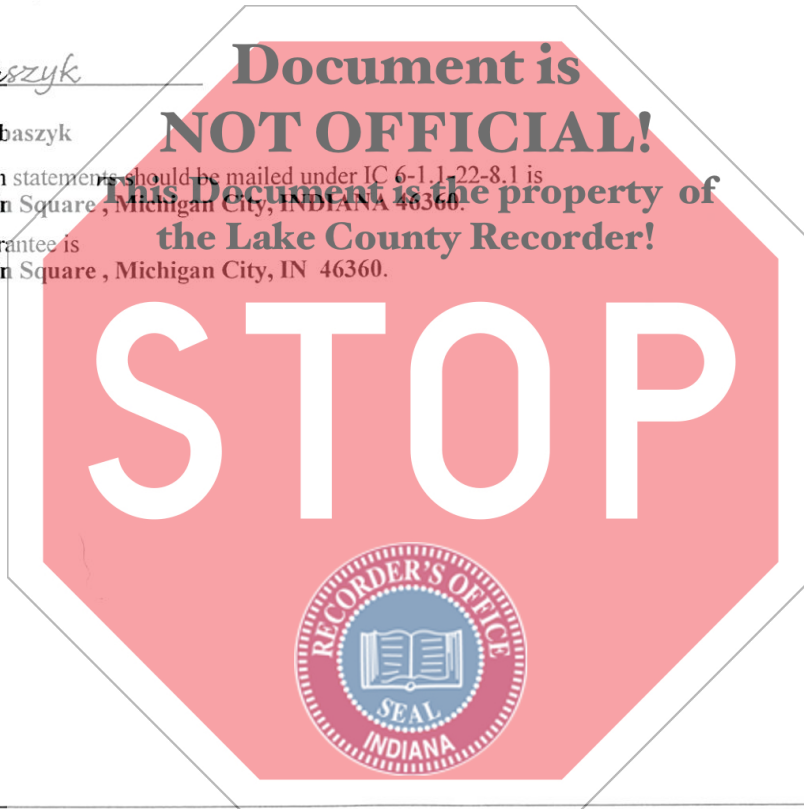 szyk
Document is
NOT OFFICIAL!
baszyk
statements should be mailed under IC 6-1.1-22-8.1 is
This Document is the property of
n Square , Michigan City, INDIANA 46360.
the Lake County Recorder!
rantee is
n Square , Michigan City, IN 46360.
STOP
RECORDER'S OFFICE
SEAL
INDIANA